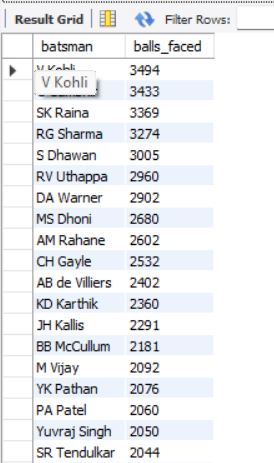 Result Grid Filter Rows:
batsman balls_faced
V Kohli 3494
V Kohli
3433
SK Raina 3369
RG Sharma 3274
S Dhawan 3005
RV Uthappa 2960
DA Warner 2902
MS Dhoni 2680
AM Rahane 2602
CH Gayle 2532
AB de Villiers 2402
KD Karthik 2360
JH Kallis 2291
BB McCullum 2181
M Vijay 2092
YK Pathan 2076
PA Patel 2060
Yuvraj Singh 2050
SR Tendulkar 2044